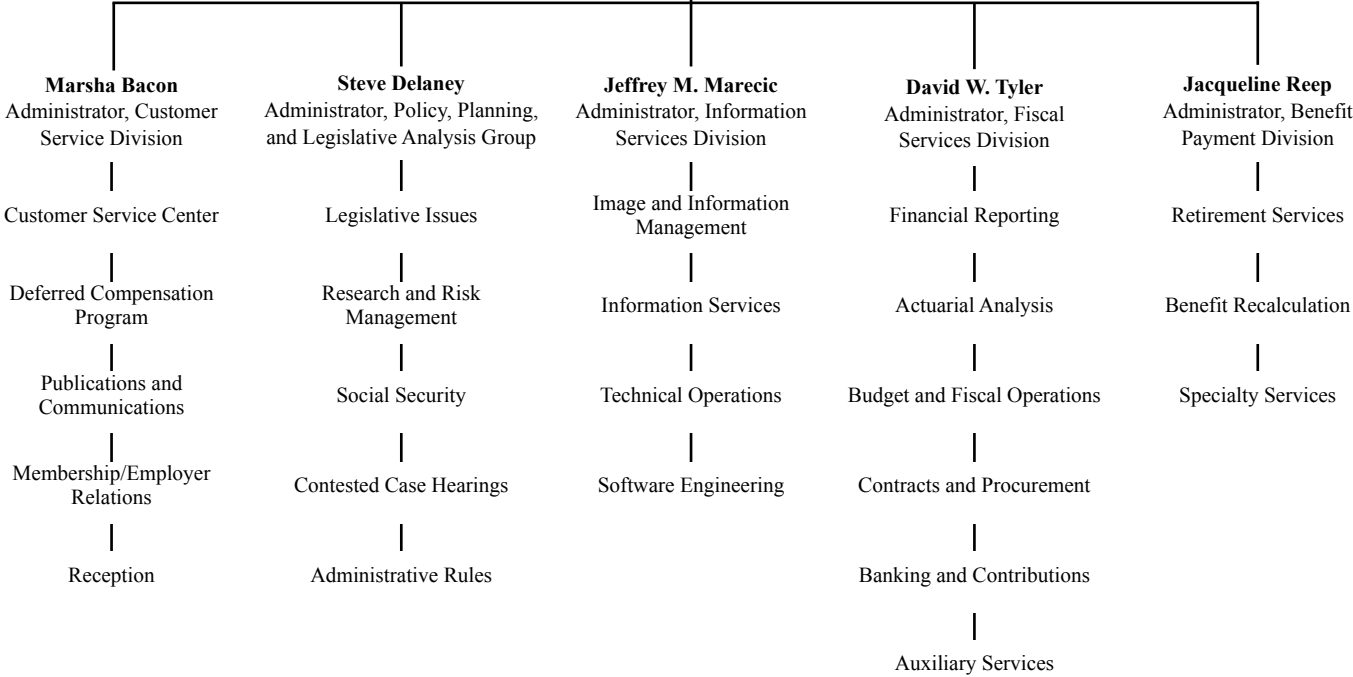 Marsha Bacon
Administrator, Customer
Service Division
Customer Service Center
Deferred Compensation
Program
Publications and
Communications
Membership/Employer
Relations
Reception
Steve Delaney
Administrator, Policy, Planning,
and Legislative Analysis Group
Legislative Issues
Research and Risk
Management
Social Security
Contested Case Hearings
Administrative Rules
Jeffrey M. Marecic
Administrator, Information
Services Division
Image and Information
Management
Information Services
Technical Operations
Software Engineering
David W. Tyler
Administrator, Fiscal
Services Division
Financial Reporting
Actuarial Analysis
Budget and Fiscal Operations
Contracts and Procurement
Banking and Contributions
Auxiliary Services
Jacqueline Reep
Administrator, Benefit
Payment Division
Retirement Services
Benefit Recalculation
Specialty Services